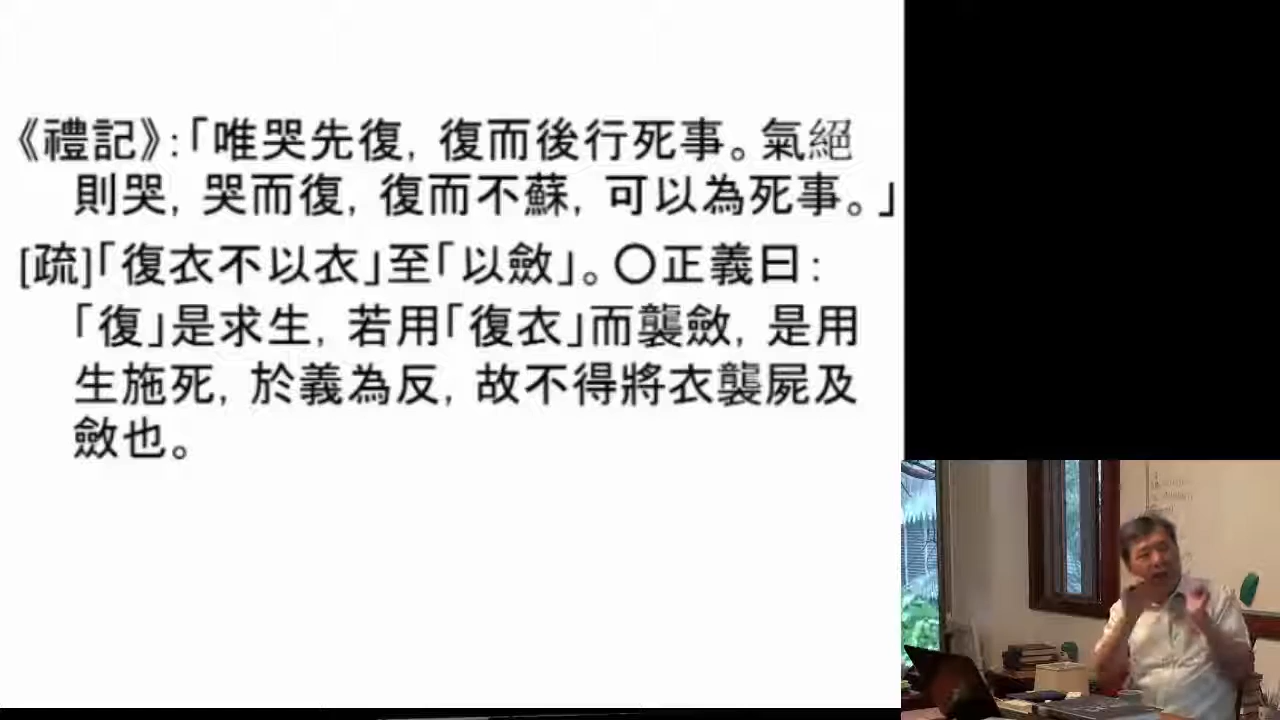 《禮記》:「唯哭先復,復而後行死事。氣絕
則哭,哭而復,復而不蘇,可以為死事。」
[疏]「復衣不以衣」至「以斂」。〇正義曰:
「復」是求生,若用「復衣」而襲斂,是用
生施死,於義為反,故不得將衣襲屍及
斂也。